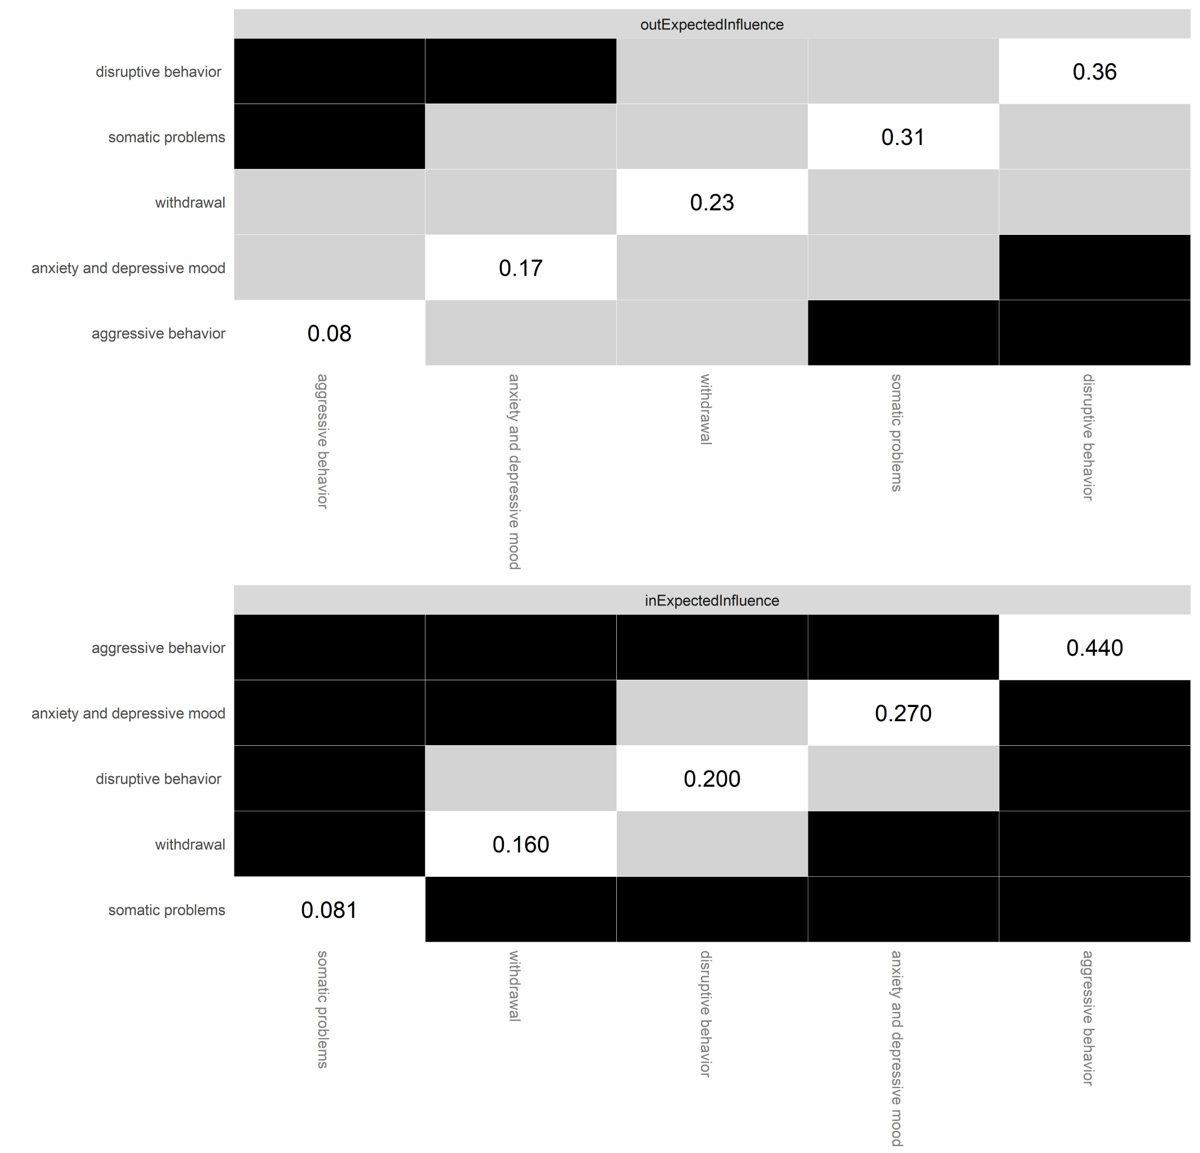 outExpectedInfluence
disruptive behavior
0.36
somatic problems
0.31
withdrawal
0.23
anxiety and depressive mood
0.17
aggressive behavior
0.08
aggressive behavior
anxiety and depressive mood
withdrawal
somatic problems
disruptive behavior
inExpectedInfluence
aggressive behavior
0.440
anxiety and depressive mood
0.270
disruptive behavior
0.200
withdrawal
0.160
somatic problems
0.081
somatic problems
withdrawal
disruptive behavior
anxiety and depressive mood
aggressive behavior